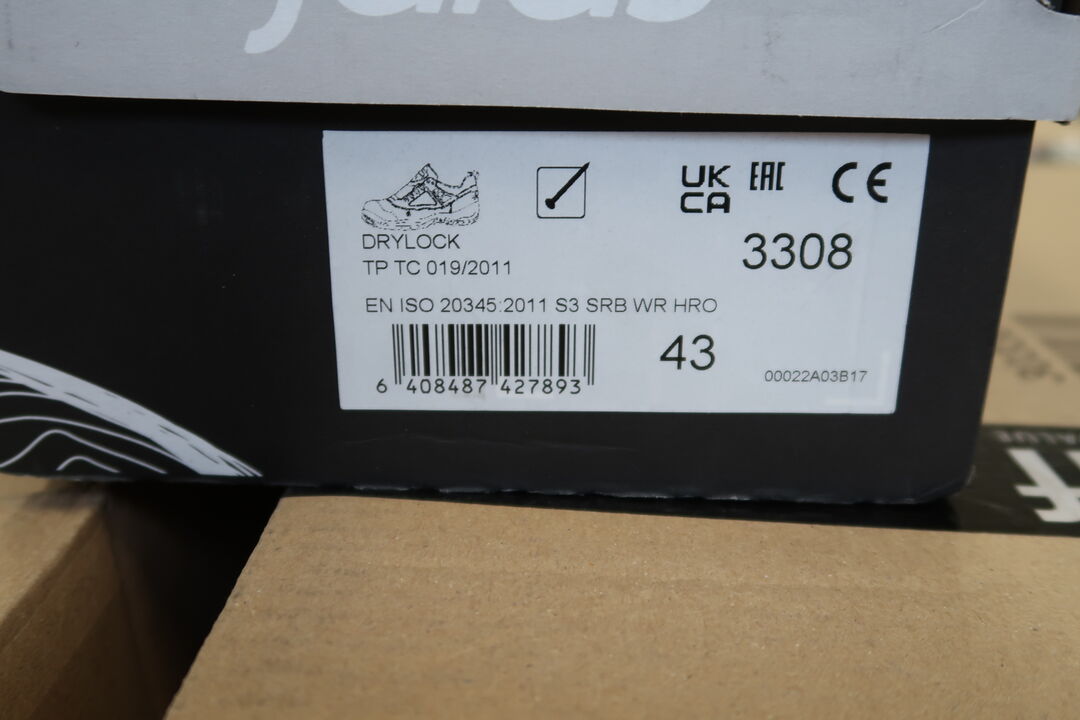 jalas
UK
CA
EAC
CE
DRYLOCK
3308
TP TC 019/2011
EN ISO 20345:2011 S3 SRB WR HRO
43
6 408487 427893
00022A03B17